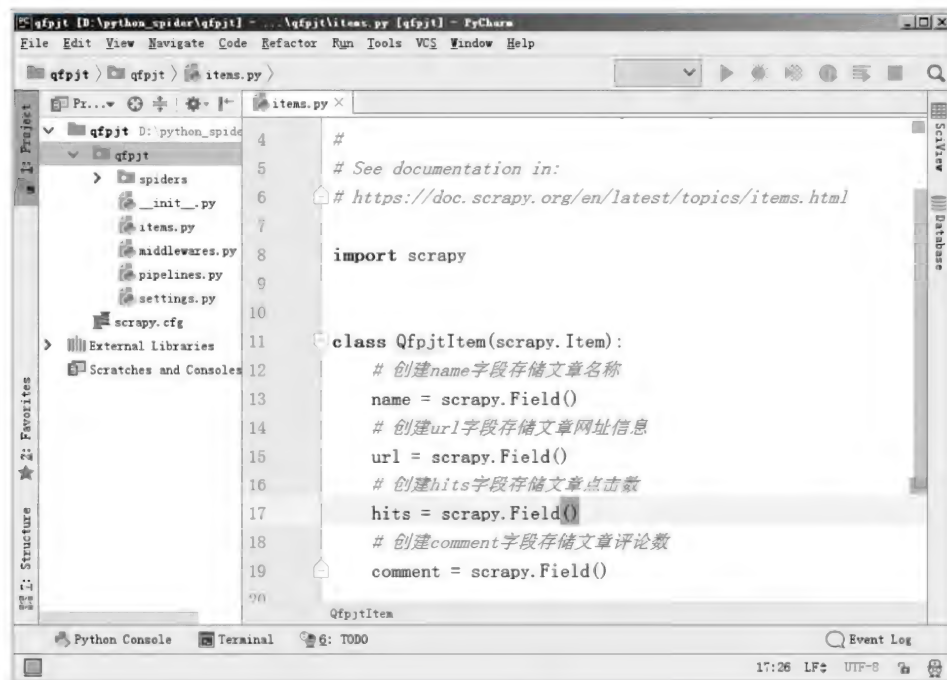 qfpjt [D:\python_spider\qfpjt] - ...\qfpjt\items.py [qfpjt] - PyCharm
File Edit View Navigate Code Refactor Run Tools VCS Window Help
qfpjt qfpjt items.py
1: Project
Pr...
items.py
qfpjt D:\python_spide
qfpjt
spiders
__init__.py
items.py
middlewares.py
pipelines.py
settings.py
scrapy.cfg
External Libraries
Scratches and Consoles
4 #
5 # See documentation in:
6 # https://doc.scrapy.org/en/latest/topics/items.html
7
8 import scrapy
9
10
11 class QfpjtItem(scrapy.Item):
12 # 创建name字段存储文章名称
13 name = scrapy.Field()
14 # 创建url字段存储文章网址信息
15 url = scrapy.Field()
16 # 创建hits字段存储文章点击数
17 hits = scrapy.Field()
18 # 创建comment字段存储文章评论数
19 comment = scrapy.Field()
20
QfpjtItem
2: Favorites
7: Structure
SciView
Database
Python Console Terminal 6: TODO Event Log
17:26 LF UTF-8